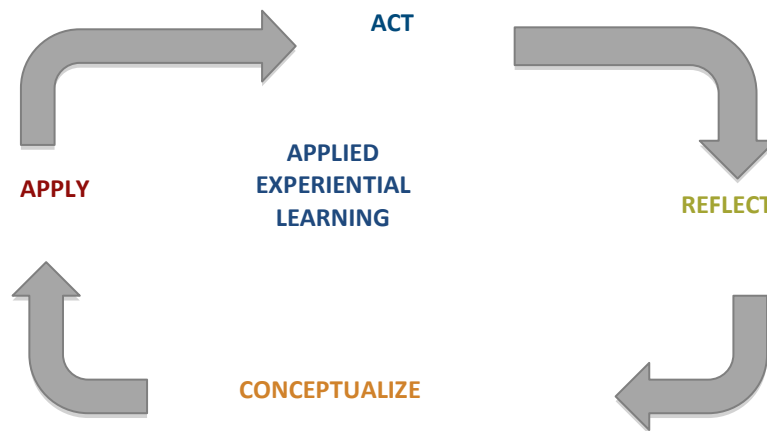 ACT
APPLIED
EXPERIENTIAL
LEARNING
APPLY
REFLECT
CONCEPTUALIZE